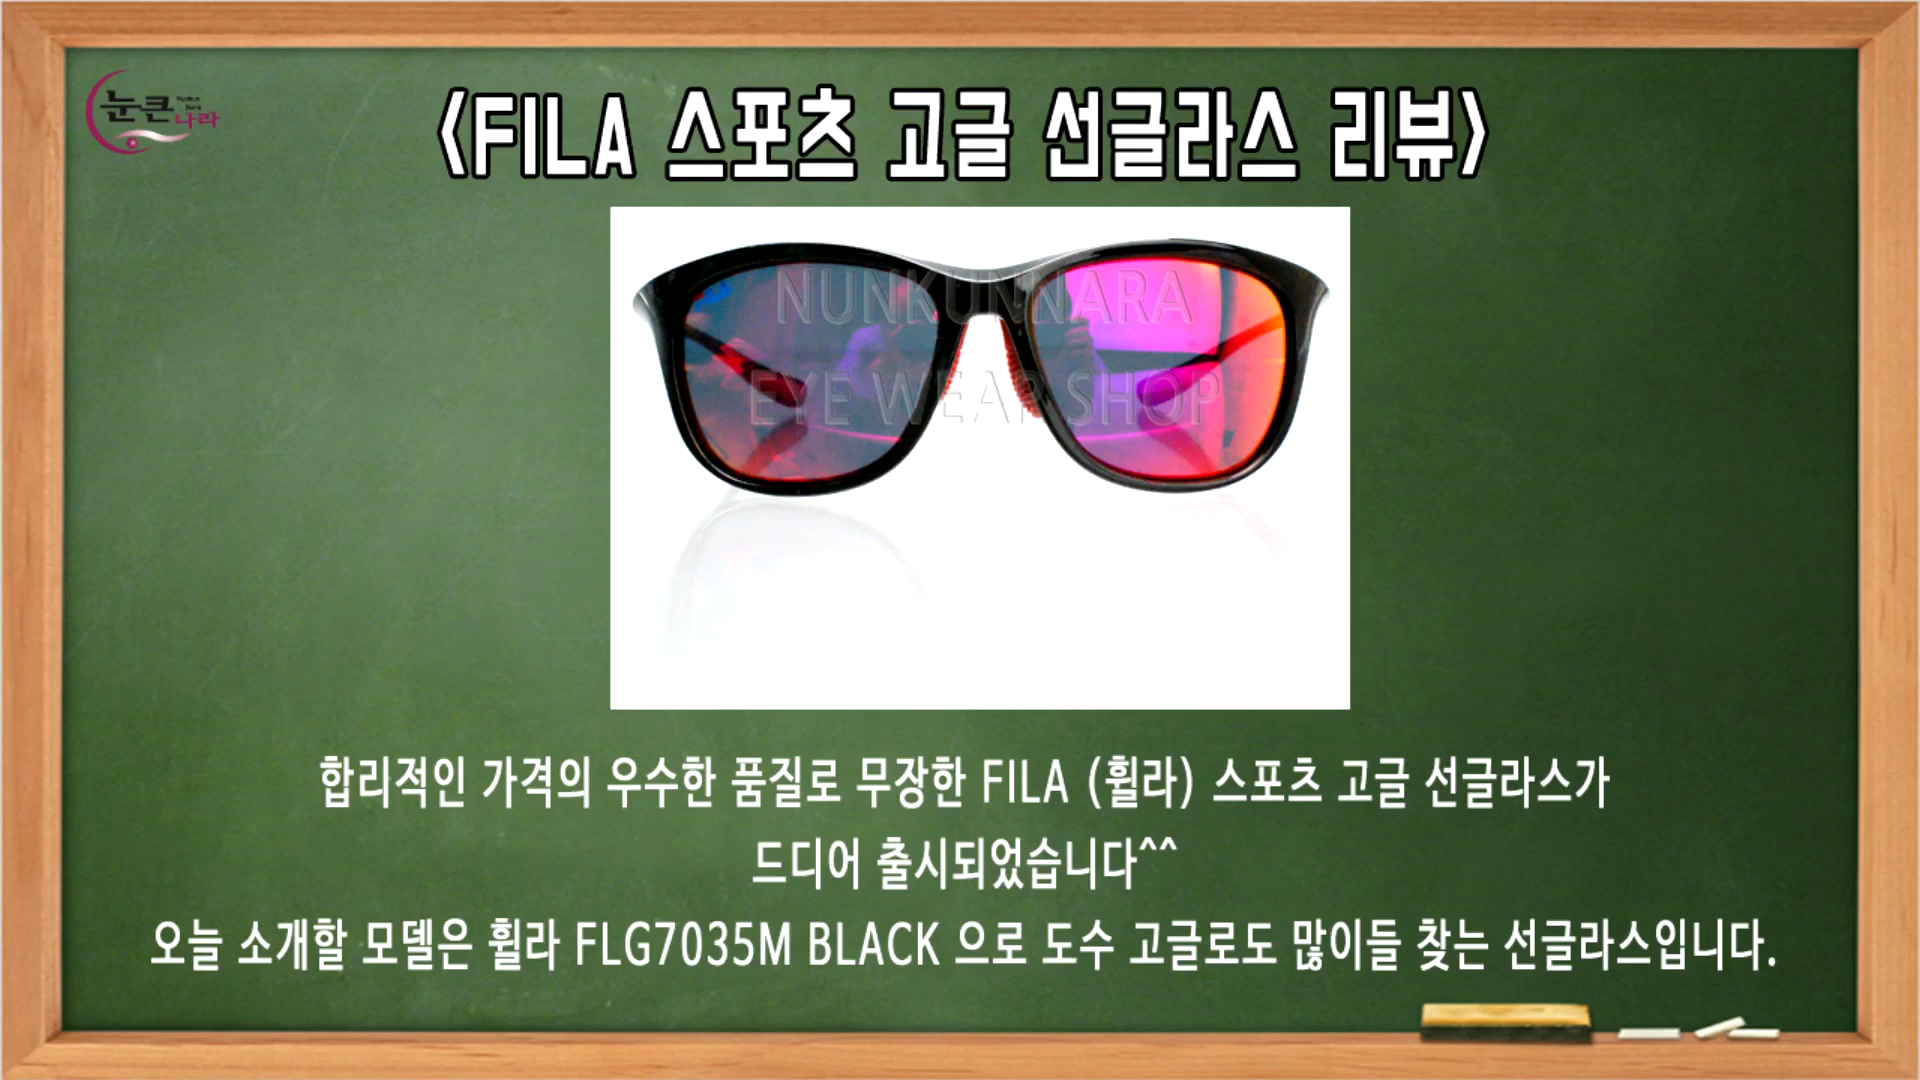 눈큰나라
Nunkun
Nara
<FILA 스포츠 고글 선글라스 리뷰>
NUNKUNNARA
EYE WEAR SHOP
합리적인 가격의 우수한 품질로 무장한 FILA (휠라) 스포츠 고글 선글라스가
드디어 출시되었습니다^^
오늘 소개할 모델은 휠라 FLG7035M BLACK 으로 도수 고글로도 많이들 찾는 선글라스입니다.